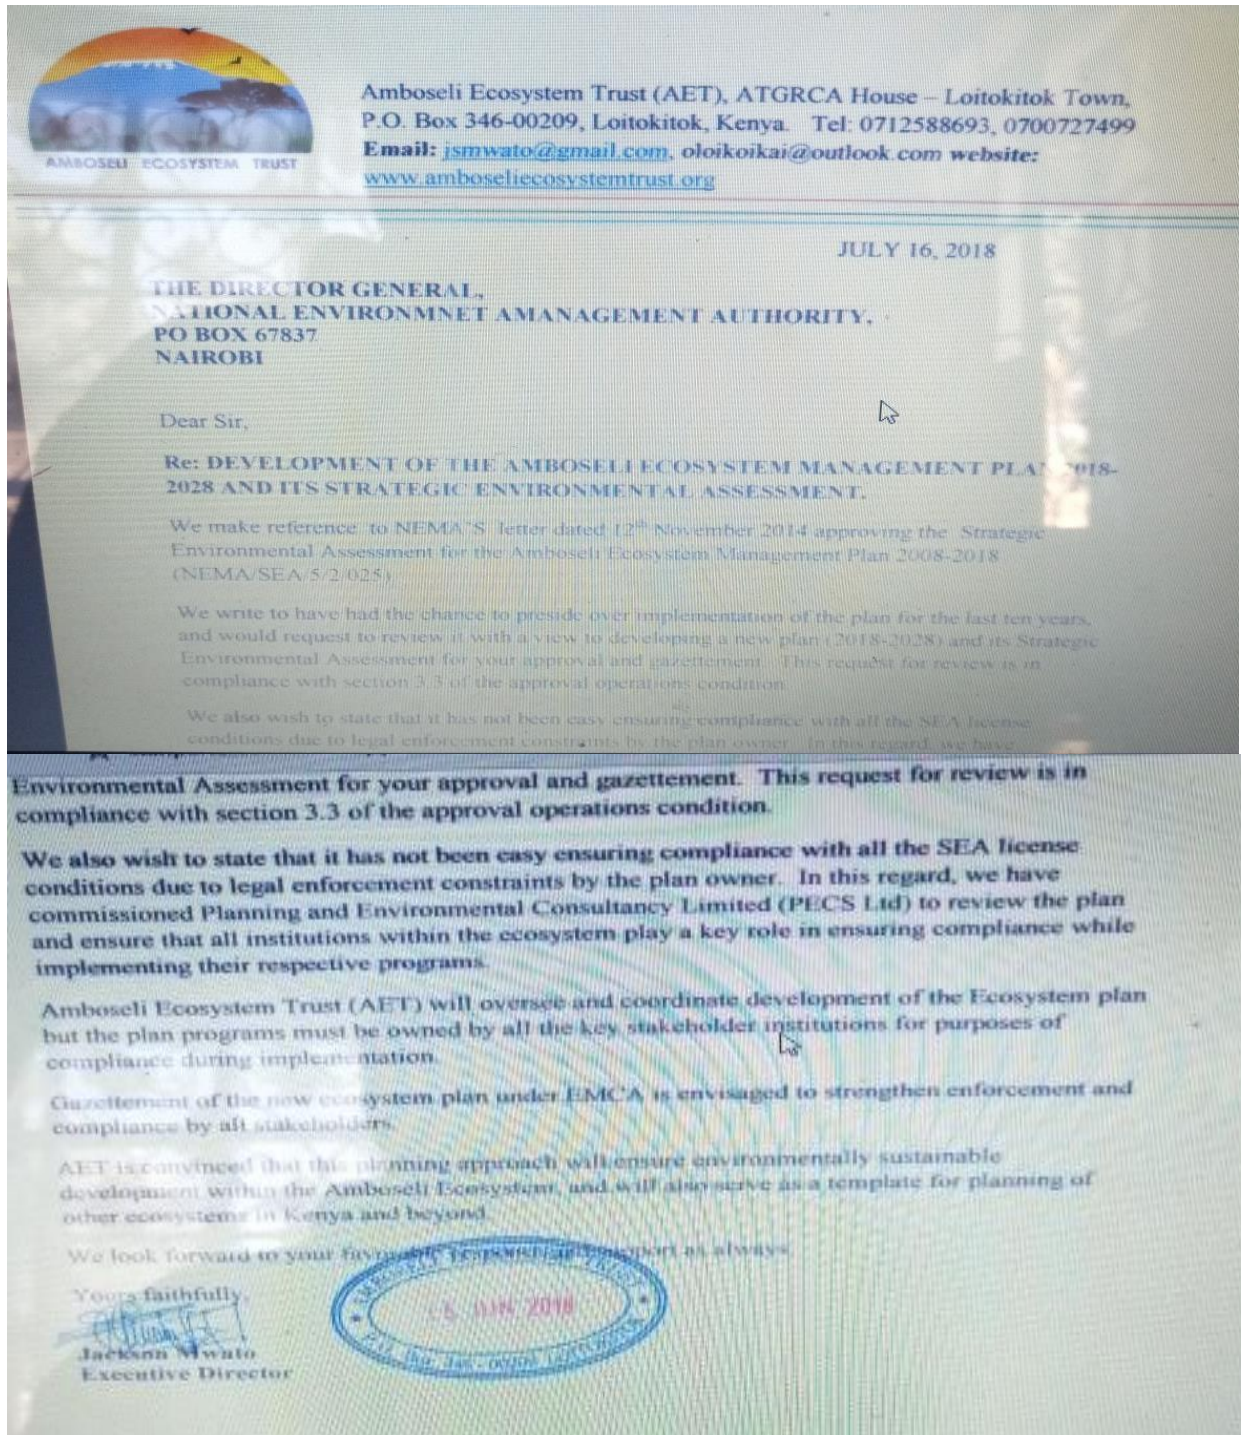 AMBOSELI ECOSYSTEM TRUST
Amboseli Ecosystem Trust (AET), ATGRCA House – Loitokitok Town,
P.O. Box 346-00209, Loitokitok, Kenya. Tel: 0712588693, 0700727499
Email: jsmwato@gmail.com, oloikoikai@outlook.com website:
www.amboseliecosystemtrust.org
JULY 16, 2018
THE DIRECTOR GENERAL,
NATIONAL ENVIRONMNET AMANAGEMENT AUTHORITY,
PO BOX 67837
NAIROBI
Dear Sir,
Re: DEVELOPMENT OF THE AMBOSELI ECOSYSTEM MANAGEMENT PLAN 2018-
2028 AND ITS STRATEGIC ENVIRONMENTAL ASSESSMENT.
We make reference to NEMA'S letter dated 12th November 2014 approving the Strategic
Environmental Assessment for the Amboseli Ecosystem Management Plan 2008-2018
(NEMA/SEA/5/2/025)
We write to have had the chance to preside over implementation of the plan for the last ten years,
and would request to review it with a view to developing a new plan (2018-2028) and its Strategic
Environmental Assessment for your approval and gazettement. This request for review is in
compliance with section 3.3 of the approval operations condition
We also wish to state that it has not been easy ensuring compliance with all the SEA license
conditions due to legal enforcement constraints by the plan owner. In this regard, we have
Environmental Assessment for your approval and gazettement. This request for review is in
compliance with section 3.3 of the approval operations condition.
We also wish to state that it has not been easy ensuring compliance with all the SEA license
conditions due to legal enforcement constraints by the plan owner. In this regard, we have
commissioned Planning and Environmental Consultancy Limited (PECS Ltd) to review the plan
and ensure that all institutions within the ecosystem play a key role in ensuring compliance while
implementing their respective programs.
Amboseli Ecosystem Trust (AET) will oversee and coordinate development of the Ecosystem plan
but the plan programs must be owned by all the key stakeholder institutions for purposes of
compliance during implementation.
Gazettement of the new ecosystem plan under EMCA is envisaged to strengthen enforcement and
compliance by all stakeholders.
AET is convinced that this planning approach will ensure environmentally sustainable
development within the Amboseli Ecosystem, and will also serve as a template for planning of
other ecosystems in Kenya and beyond.
We look forward to your favorable response and support as always.
Yours faithfully,
AMBOSELI ECOSYSTEM TRUST
2018
Jackson Mwato
Executive Director